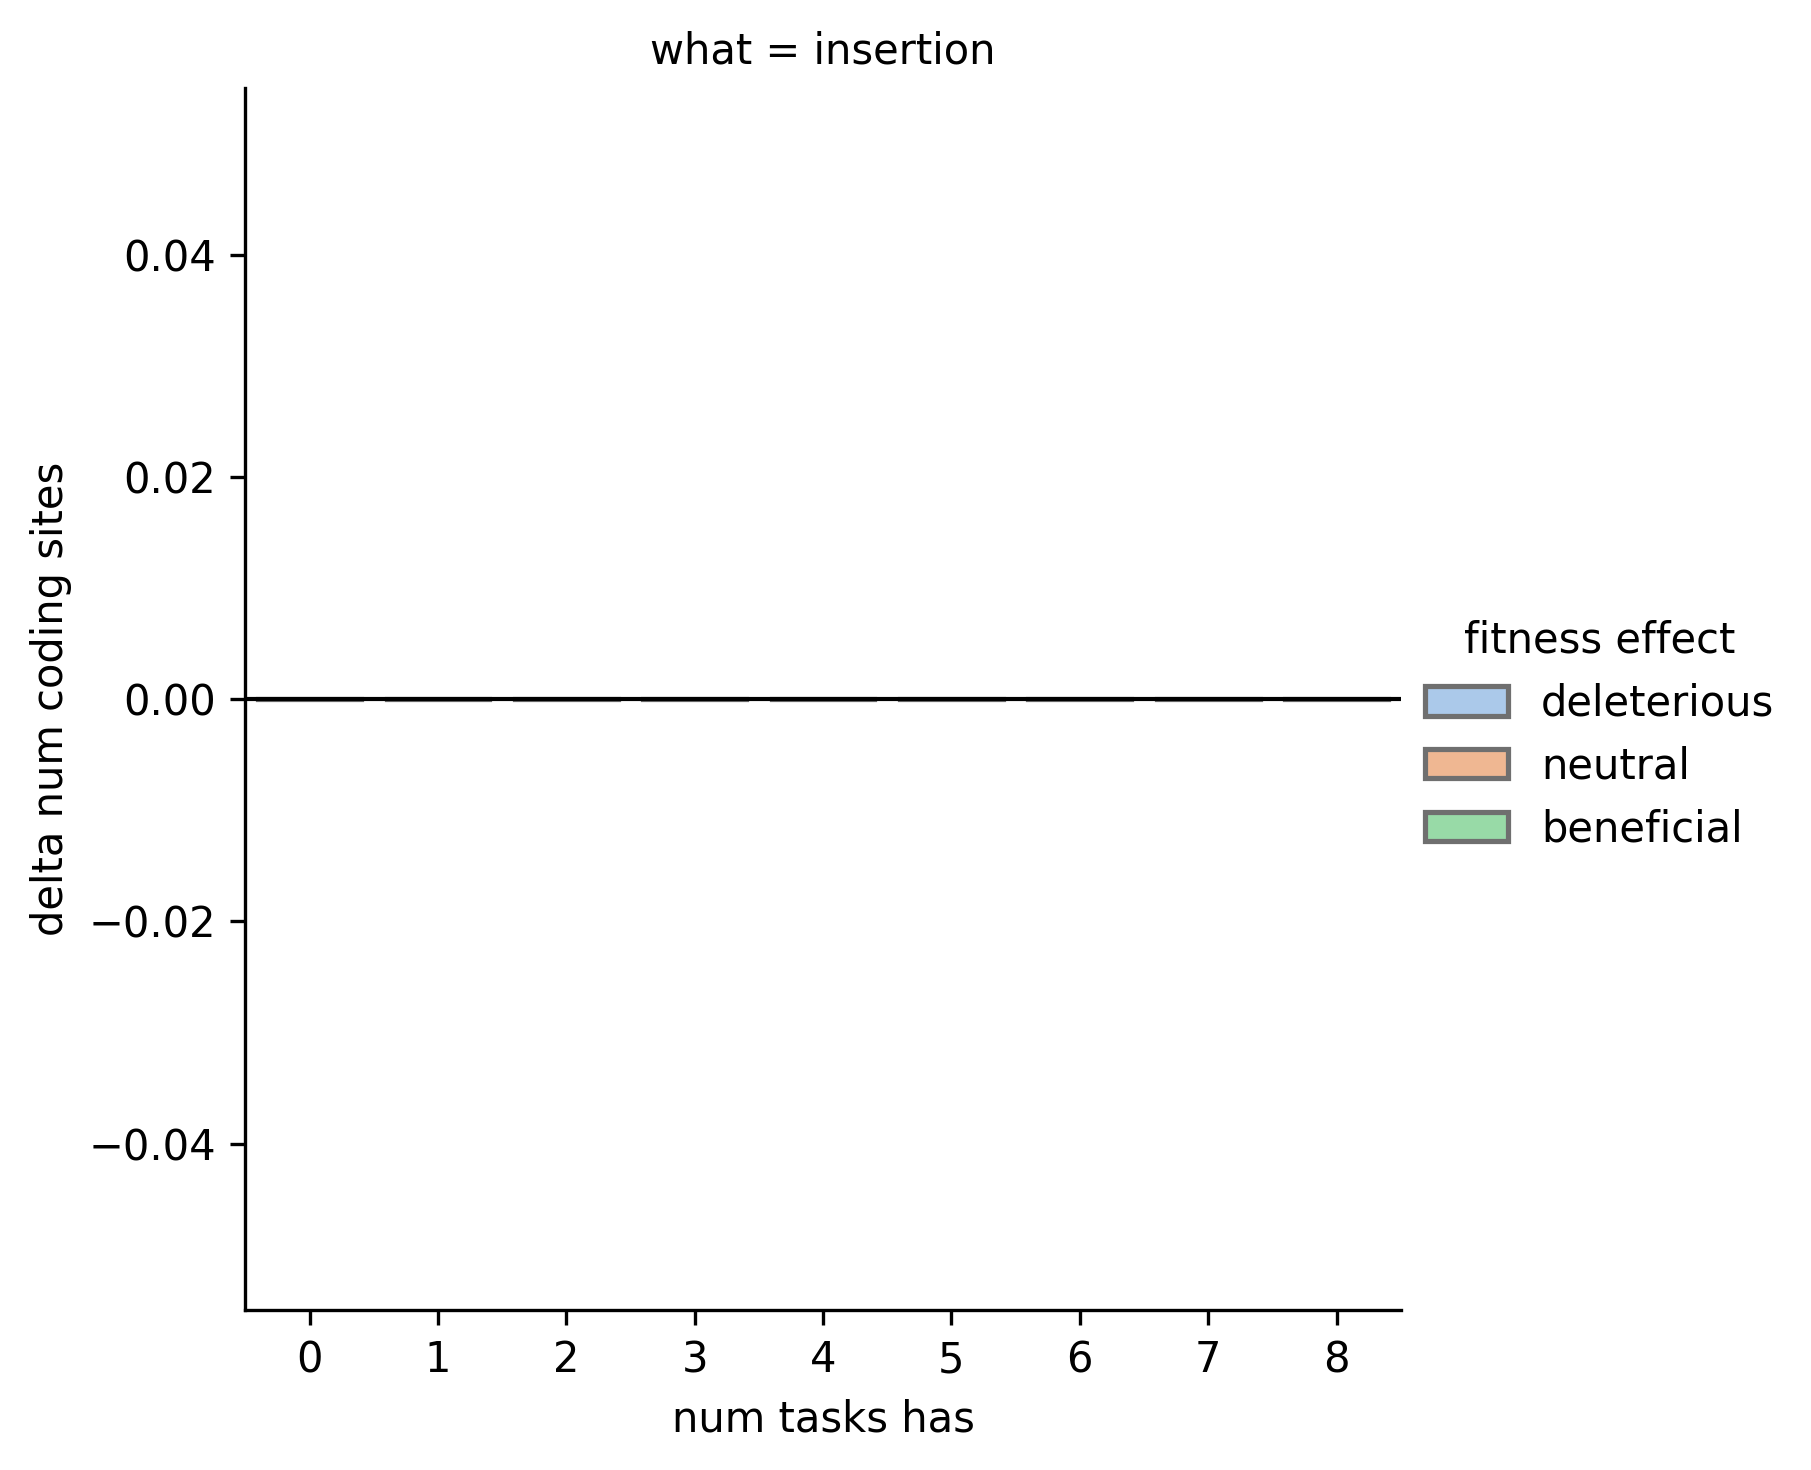 what = insertion
delta num coding sites
0.04
0.02
0.00
−0.02
−0.04
0 1 2 3 4 5 6 7 8
num tasks has
fitness effect
deleterious
neutral
beneficial